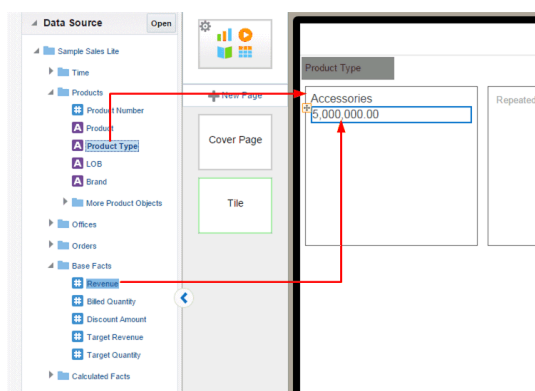 Data Source
Open
Sample Sales Lite
Time
Products
Product Number
Product
Product Type
LOB
Brand
More Product Objects
Offices
Orders
Base Facts
Revenue
Billed Quantity
Discount Amount
Target Revenue
Target Quantity
Calculated Facts
New Page
Cover Page
Tile
Product Type
Accessories
5,000,000.00
Repeated